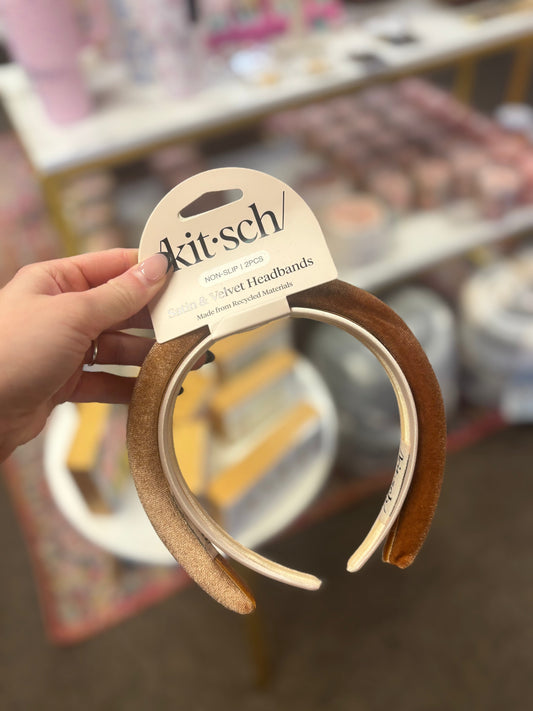 /kit·sch/
NON-SLIP | 2PCS
Satin & Velvet Headbands
Made from Recycled Materials